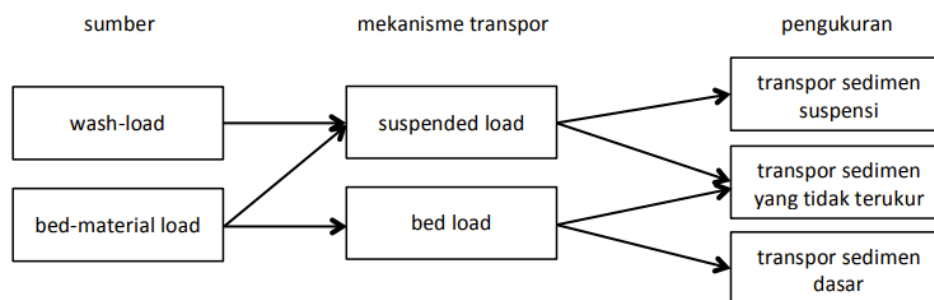 sumber
mekanisme transpor
pengukuran
wash-load
suspended load
transpor sedimen
suspensi
bed-material load
bed load
transpor sedimen
yang tidak terukur
transpor sedimen
dasar